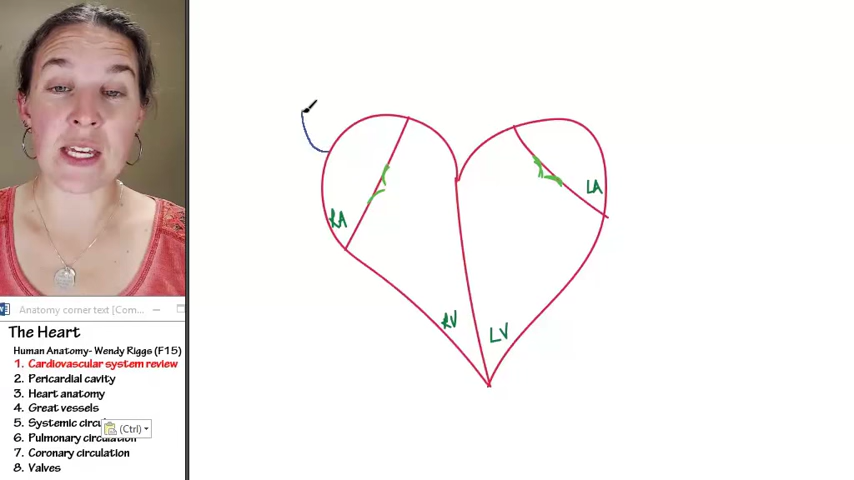 RA
LA
RV
LV
Anatomy corner text [Com...
The Heart
Human Anatomy- Wendy Riggs (F15)
1. Cardiovascular system review
2. Pericardial cavity
3. Heart anatomy
4. Great vessels
5. Systemic
(Ctrl)
6. Pulmonary circulation
7. Coronary circulation
8. Valves